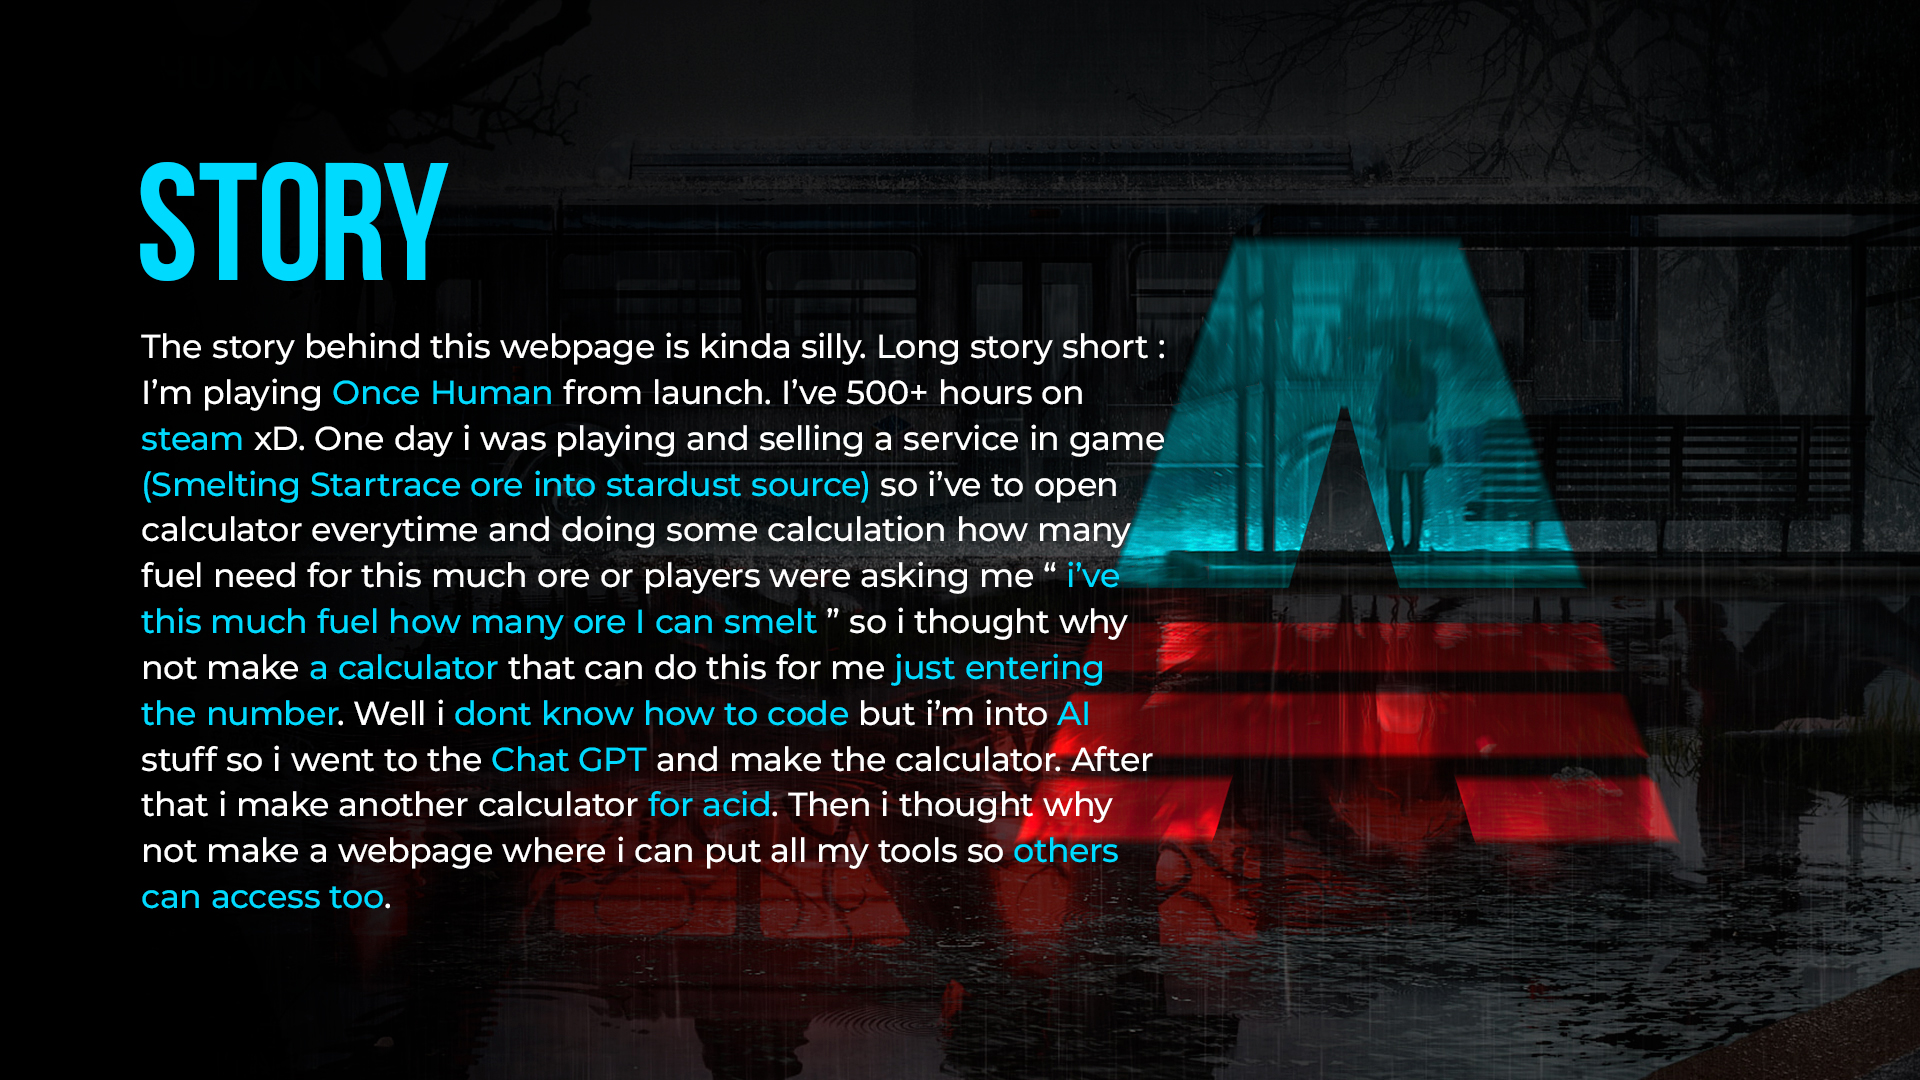 STORY
The story behind this webpage is kinda silly. Long story short :
I’m playing Once Human from launch. I’ve 500+ hours on
steam xD. One day i was playing and selling a service in game
(Smelting Startrace ore into stardust source) so i’ve to open
calculator everytime and doing some calculation how many
fuel need for this much ore or players were asking me “ i’ve
this much fuel how many ore I can smelt ” so i thought why
not make a calculator that can do this for me just entering
the number. Well i dont know how to code but i’m into AI
stuff so i went to the Chat GPT and make the calculator. After
that i make another calculator for acid. Then i thought why
not make a webpage where i can put all my tools so others
can access too.